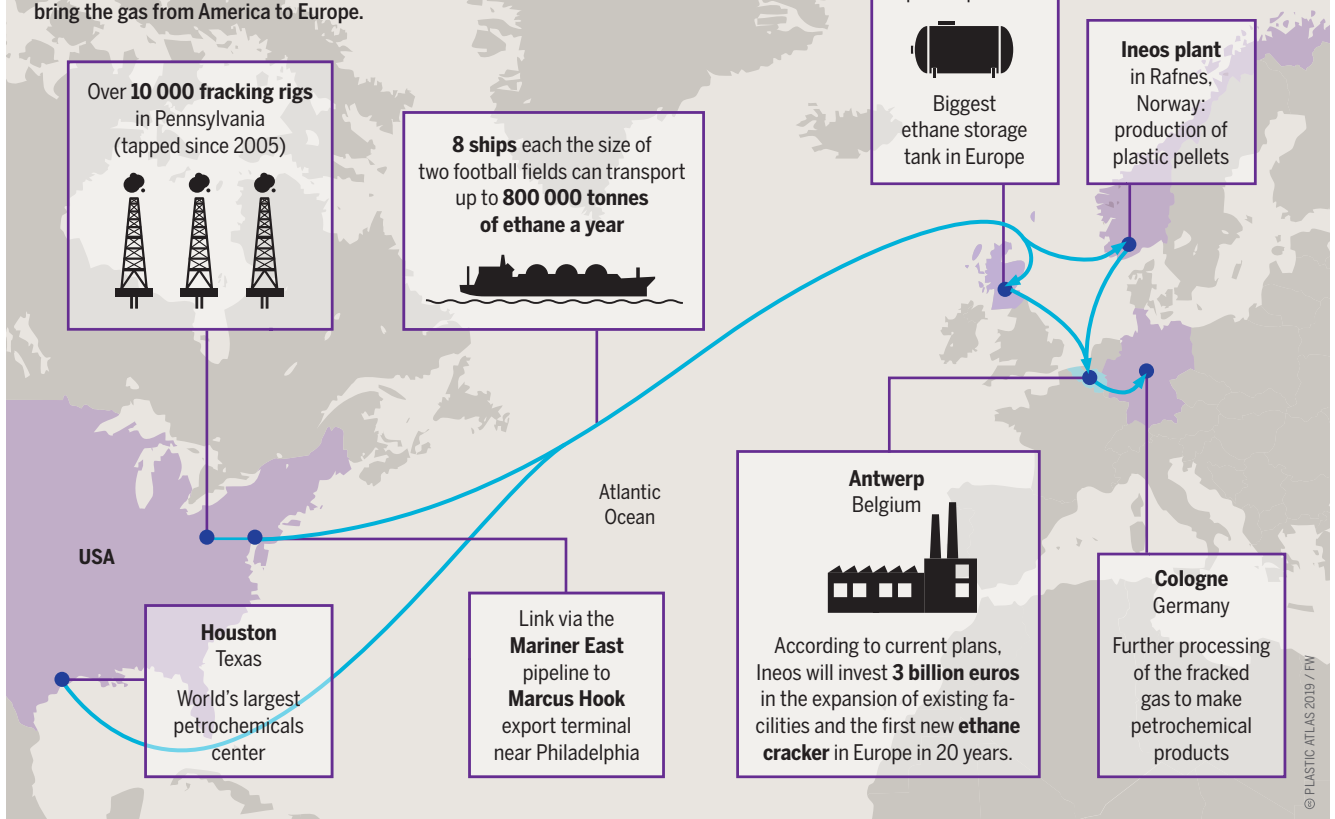 bring the gas from America to Europe.
Over 10 000 fracking rigs
in Pennsylvania
(tapped since 2005)
8 ships each the size of
two football fields can transport
up to 800 000 tonnes
of ethane a year
Biggest
ethane storage
tank in Europe
Ineos plant
in Rafnes,
Norway:
production of
plastic pellets
Atlantic
Ocean
USA
Houston
Texas
World's largest
petrochemicals
center
Link via the
Mariner East
pipeline to
Marcus Hook
export terminal
near Philadelphia
Antwerp
Belgium
According to current plans,
Ineos will invest 3 billion euros
in the expansion of existing fa-
cilities and the first new ethane
cracker in Europe in 20 years.
Cologne
Germany
Further processing
of the fracked
gas to make
petrochemical
products
PLASTIC ATLAS 2019 / FW